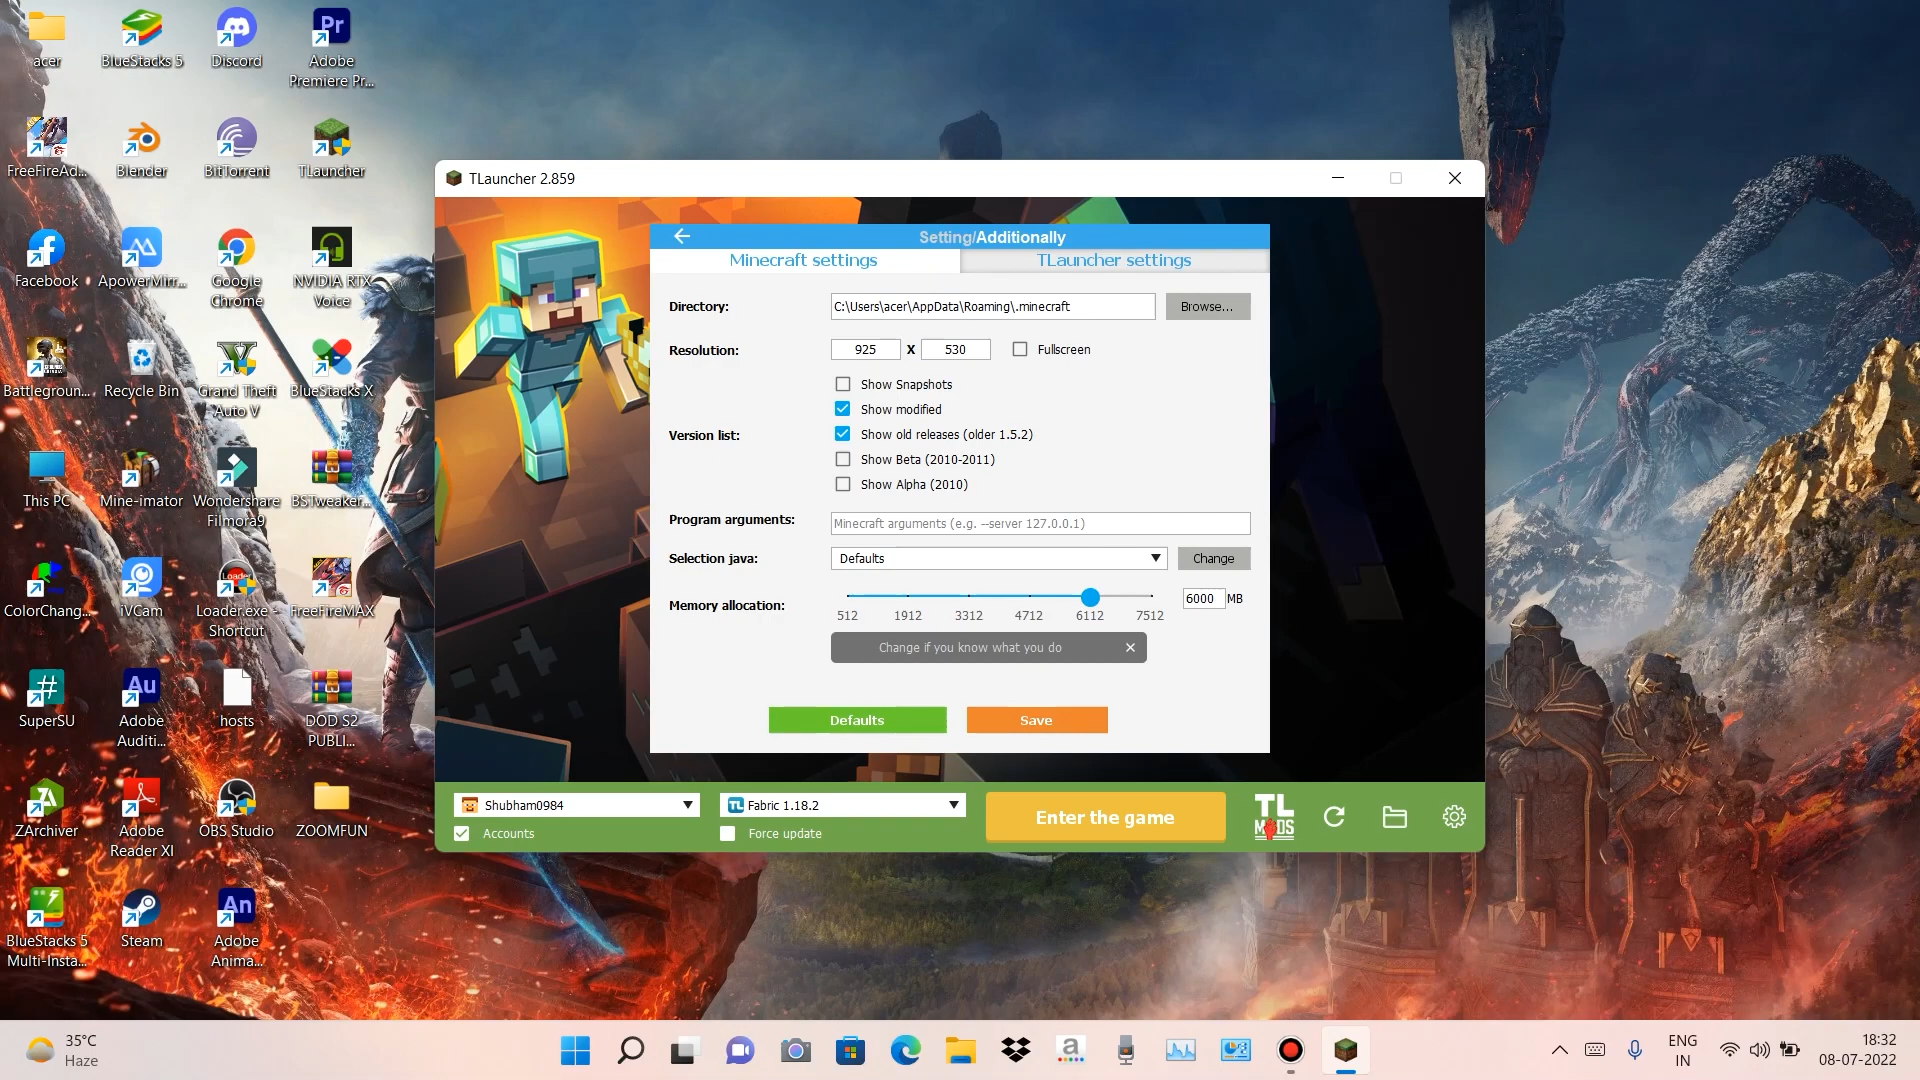 acer
BlueStacks 5
Discord
Adobe
Premiere Pr...
FreeFireAd...
Blender
BitTorrent
TLauncher
Facebook
ApowerMirr...
Google
Chrome
NVIDIA RTX
Voice
Battlegroun...
Recycle Bin
Grand Theft
Auto V
BlueStacks X
This PC
Mine-imator
Wondershare
Filmora9
BSTweaker...
ColorChang...
iVCam
Loader.exe -
Shortcut
FreeFireMAX
SuperSU
Adobe
Auditi...
hosts
DOD S2
PUBLI...
ZArchiver
Adobe
Reader XI
OBS Studio
ZOOMFUN
BlueStacks 5
Multi-Insta...
Steam
Adobe
Anima...
TLauncher 2.859
Setting/Additionally
Minecraft settings
TLauncher settings
Directory:
C:\Users\acer\AppData\Roaming\.minecraft
Browse...
Resolution:
925 X 530
Fullscreen
Version list:
Show Snapshots
Show modified
Show old releases (older 1.5.2)
Show Beta (2010-2011)
Show Alpha (2010)
Program arguments:
Minecraft arguments (e.g. --server 127.0.0.1)
Selection java:
Defaults
Change
Memory allocation:
512 1912 3312 4712 6112 7512
6000 MB
Change if you know what you do
Defaults
Save
Shubham0984
Accounts
TL Fabric 1.18.2
Force update
Enter the game
TL
MODS
35°C
Haze
ENG
IN
18:32
08-07-2022